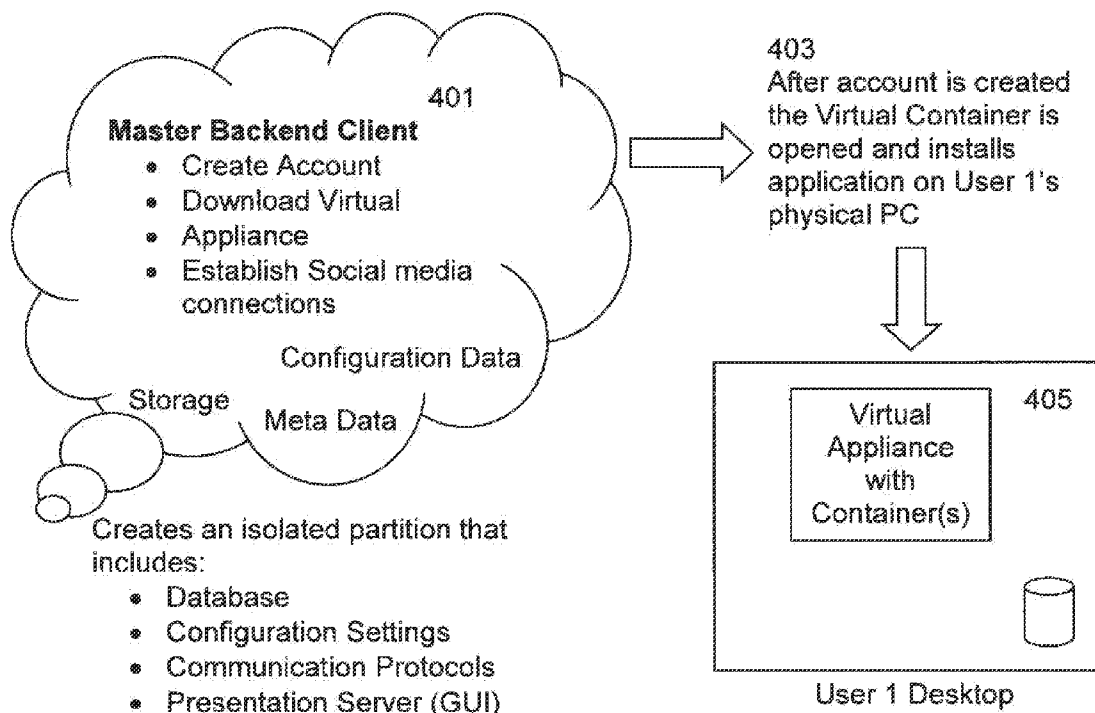 401
Master Backend Client
• Create Account
• Download Virtual
• Appliance
• Establish Social media
connections
Configuration Data
Storage
Meta Data
Creates an isolated partition that
includes:
• Database
• Configuration Settings
• Communication Protocols
• Presentation Server (GUI)
403
After account is created
the Virtual Container is
opened and installs
application on User 1's
physical PC
405
Virtual
Appliance
with
Container(s)
User 1 Desktop